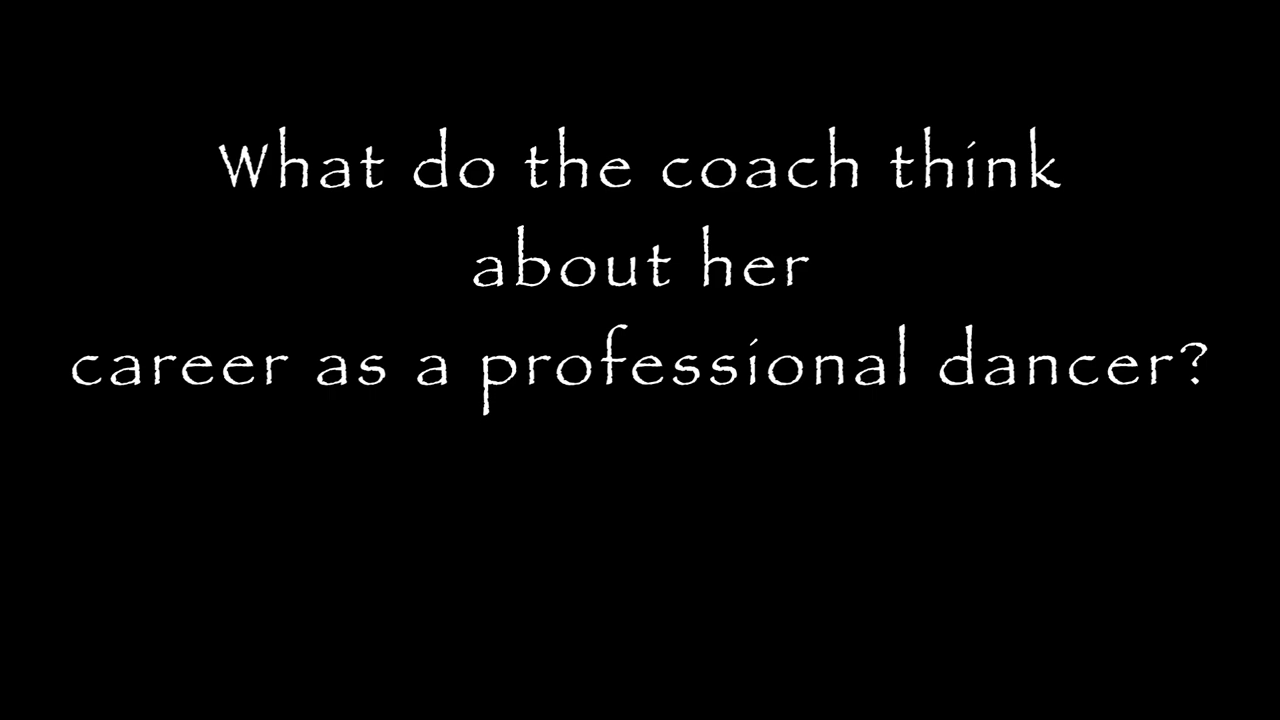 What do the coach think
about her
career as a professional dancer?